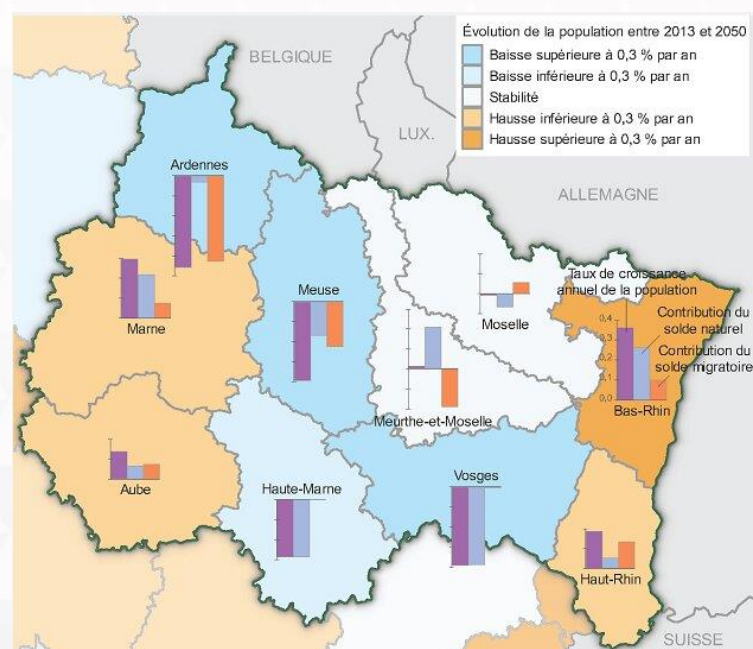 Évolution de la population entre 2013 et 2050
Baisse supérieure à 0,3 % par an
Baisse inférieure à 0,3 % par an
Stabilité
Hausse inférieure à 0,3 % par an
Hausse supérieure à 0,3 % par an
BELGIQUE
LUX.
ALLEMAGNE
Ardennes
Marne
Meuse
Moselle
Meurthe-et-Moselle
Taux de croissance
annuel de la population
Contribution du
solde naturel
Contribution du
solde migratoire
0,4
0,3
0,2
0,1
0,0
Bas-Rhin
Aube
Haute-Marne
Vosges
Haut-Rhin
SUISSE